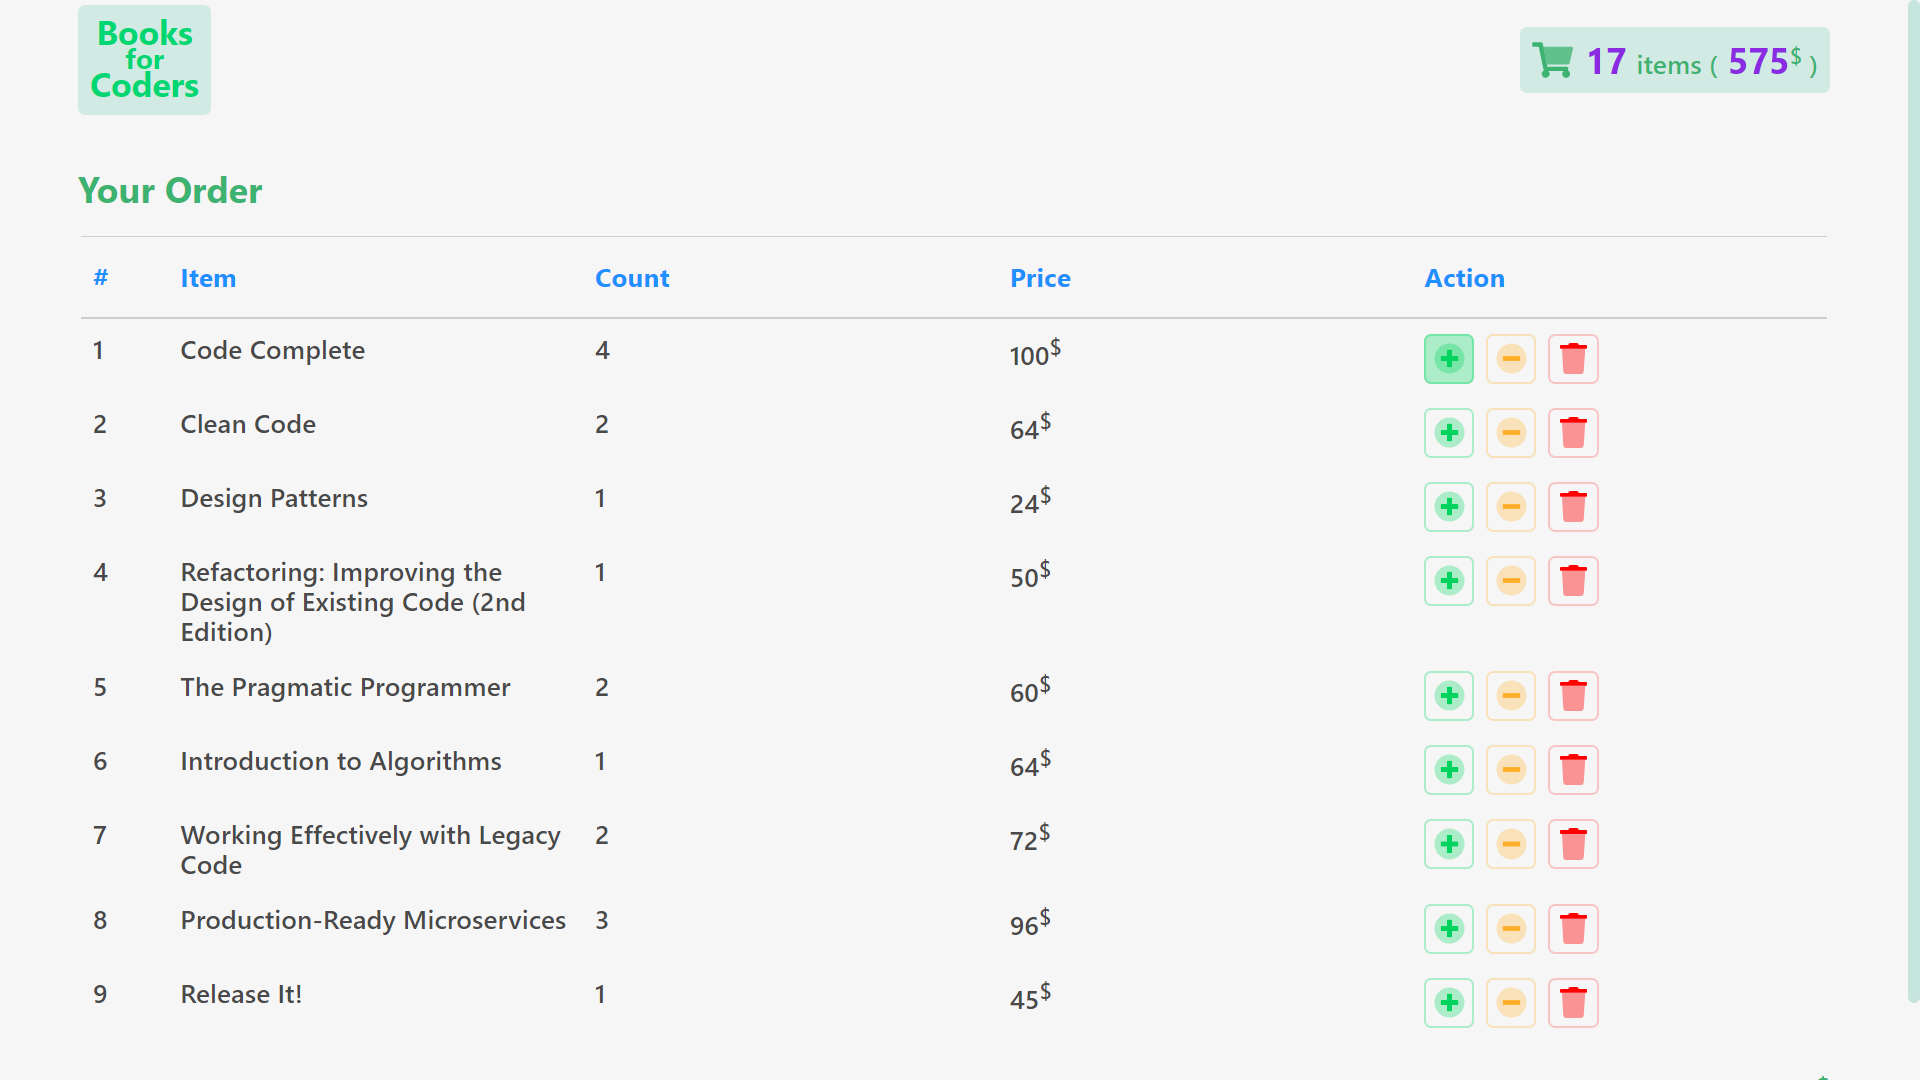 Books
for
Coders
17 items ( 575$ )
Your Order
# Item Count Price Action
1 Code Complete 4 100$
2 Clean Code 2 64$
3 Design Patterns 1 24$
4 Refactoring: Improving the 1 50$
Design of Existing Code (2nd
Edition)
5 The Pragmatic Programmer 2 60$
6 Introduction to Algorithms 1 64$
7 Working Effectively with Legacy 2 72$
Code
8 Production-Ready Microservices 3 96$
9 Release It! 1 45$